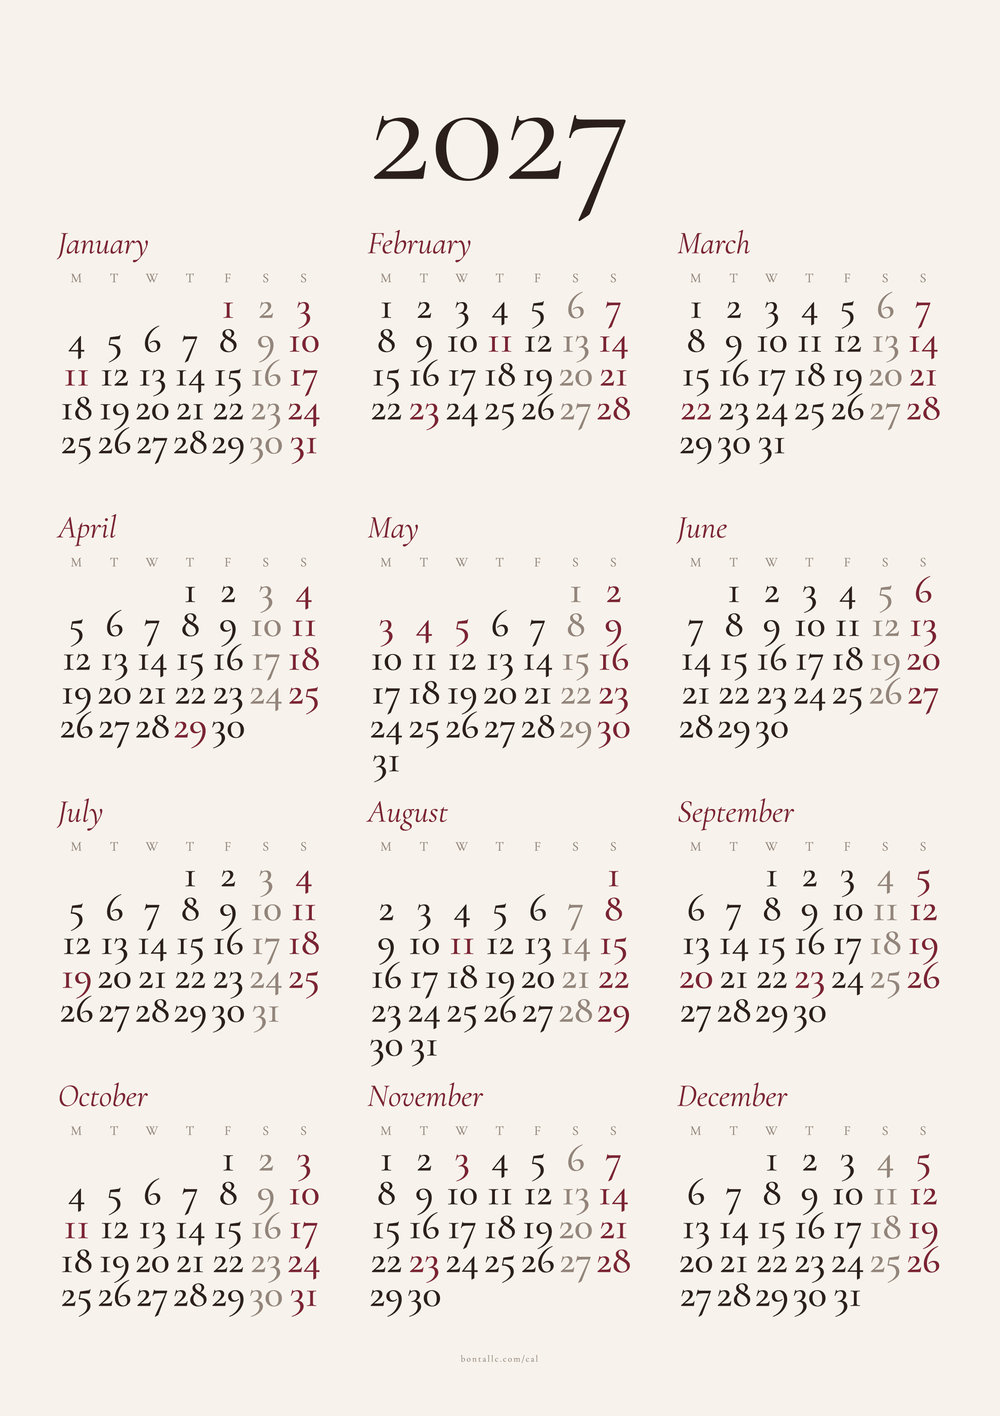 2027
January
M T W T F S S
1 2 3
4 5 6 7 8 9 10
11 12 13 14 15 16 17
18 19 20 21 22 23 24
25 26 27 28 29 30 31
February
M T W T F S S
1 2 3 4 5 6 7
8 9 10 11 12 13 14
15 16 17 18 19 20 21
22 23 24 25 26 27 28
March
M T W T F S S
1 2 3 4 5 6 7
8 9 10 11 12 13 14
15 16 17 18 19 20 21
22 23 24 25 26 27 28
29 30 31
April
M T W T F S S
1 2 3 4
5 6 7 8 9 10 11
12 13 14 15 16 17 18
19 20 21 22 23 24 25
26 27 28 29 30
May
M T W T F S S
1 2
3 4 5 6 7 8 9
10 11 12 13 14 15 16
17 18 19 20 21 22 23
24 25 26 27 28 29 30
31
June
M T W T F S S
1 2 3 4 5 6
7 8 9 10 11 12 13
14 15 16 17 18 19 20
21 22 23 24 25 26 27
28 29 30
July
M T W T F S S
1 2 3 4
5 6 7 8 9 10 11
12 13 14 15 16 17 18
19 20 21 22 23 24 25
26 27 28 29 30 31
August
M T W T F S S
1
2 3 4 5 6 7 8
9 10 11 12 13 14 15
16 17 18 19 20 21 22
23 24 25 26 27 28 29
30 31
September
M T W T F S S
1 2 3 4 5
6 7 8 9 10 11 12
13 14 15 16 17 18 19
20 21 22 23 24 25 26
27 28 29 30
October
M T W T F S S
1 2 3
4 5 6 7 8 9 10
11 12 13 14 15 16 17
18 19 20 21 22 23 24
25 26 27 28 29 30 31
November
M T W T F S S
1 2 3 4 5 6 7
8 9 10 11 12 13 14
15 16 17 18 19 20 21
22 23 24 25 26 27 28
29 30
December
M T W T F S S
1 2 3 4 5
6 7 8 9 10 11 12
13 14 15 16 17 18 19
20 21 22 23 24 25 26
27 28 29 30 31
bontallc.com/cal